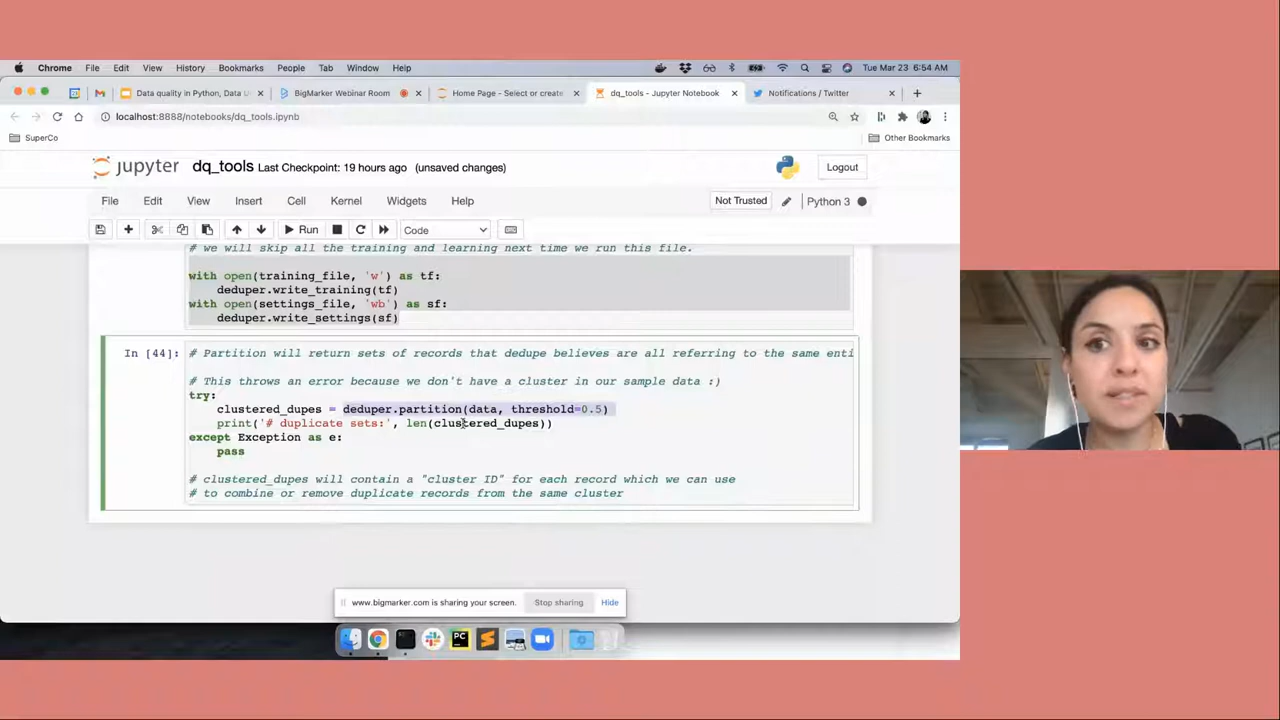 Chrome File Edit View History Bookmarks People Tab Window Help Tue Mar 23 6:54 AM
Data quality in Python, Data U BigMarker Webinar Room Home Page - Select or create dq_tools - Jupyter Notebook Notifications / Twitter
localhost:8888/notebooks/dq_tools.ipynb
SuperCo Other Bookmarks
jupyter dq_tools Last Checkpoint: 19 hours ago (unsaved changes) Logout
File Edit View Insert Cell Kernel Widgets Help Not Trusted Python 3
Run Code
# we will skip all the training and learning next time we run this file.
with open(training_file, 'w') as tf:
deduper.write_training(tf)
with open(settings_file, 'wb') as sf:
deduper.write_settings(sf)
In [44]: # Partition will return sets of records that dedupe believes are all referring to the same enti
# This throws an error because we don't have a cluster in our sample data :)
try:
clustered_dupes = deduper.partition(data, threshold=0.5)
print('# duplicate sets:', len(clustered_dupes))
except Exception as e:
pass
# clustered_dupes will contain a "cluster ID" for each record which we can use
# to combine or remove duplicate records from the same cluster
www.bigmarker.com is sharing your screen. Stop sharing Hide
PC